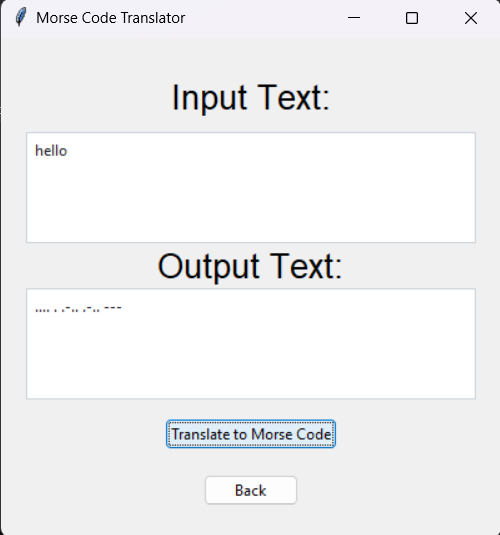 Morse Code Translator
Input Text:
hello
Output Text:
.... . .-.. .-.. ---
Translate to Morse Code
Back